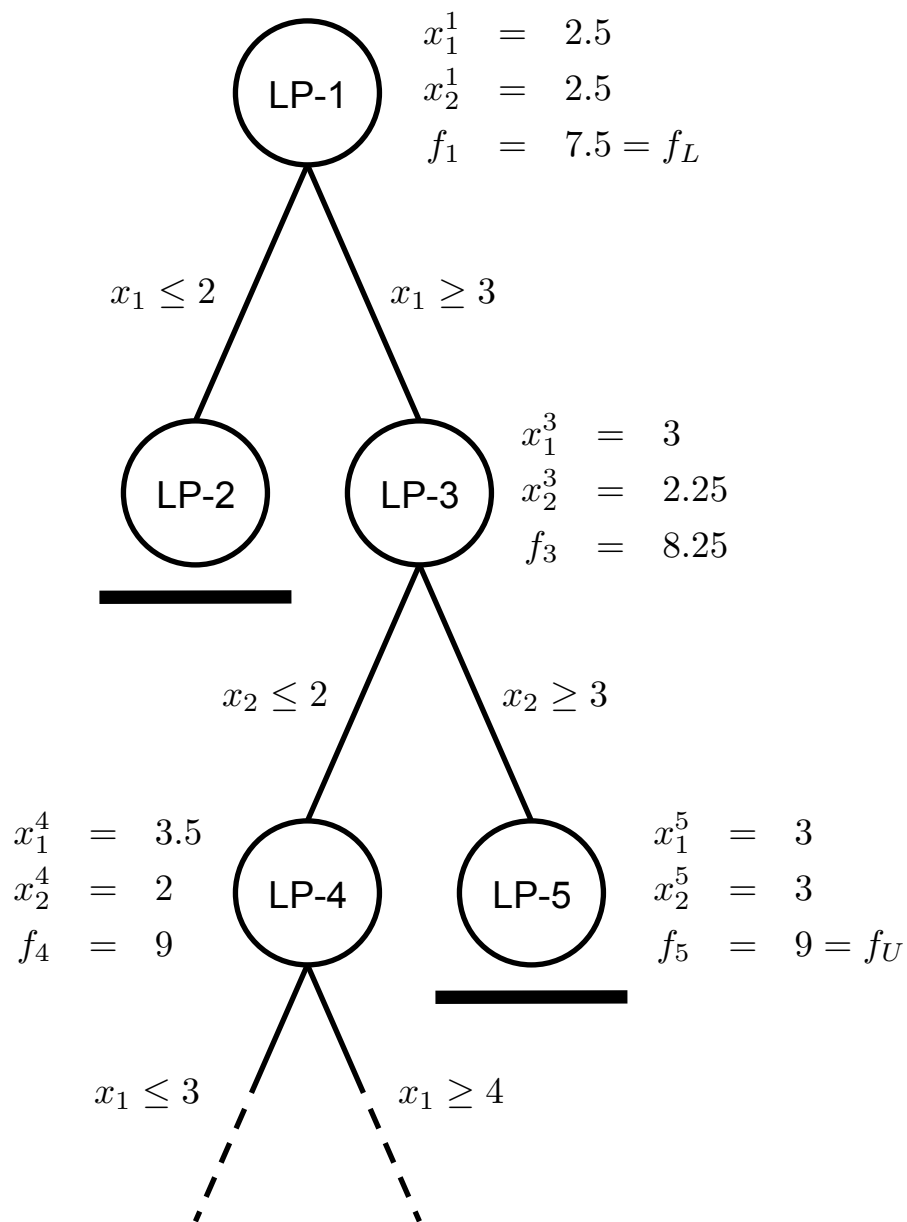 LP-1
x_1^1 = 2.5
x_2^1 = 2.5
f_1 = 7.5 = f_L
x_1 ≤ 2
x_1 ≥ 3
LP-2
LP-3
x_1^3 = 3
x_2^3 = 2.25
f_3 = 8.25
x_2 ≤ 2
x_2 ≥ 3
x_1^4 = 3.5
x_2^4 = 2
f_4 = 9
LP-4
LP-5
x_1^5 = 3
x_2^5 = 3
f_5 = 9 = f_U
x_1 ≤ 3
x_1 ≥ 4